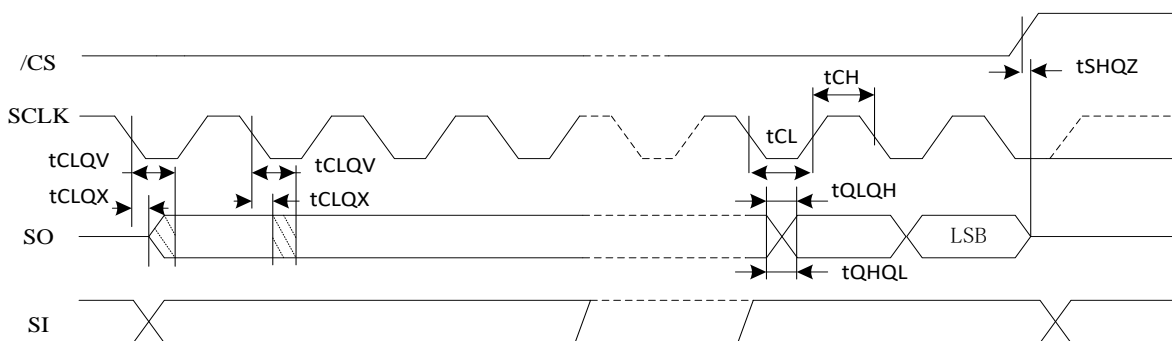 /CS
tSHQZ
tCH
SCLK
tCL
tCLQV
tCLQV
tCLQX
tCLQX
tQLQH
SO
LSB
tQHQL
SI